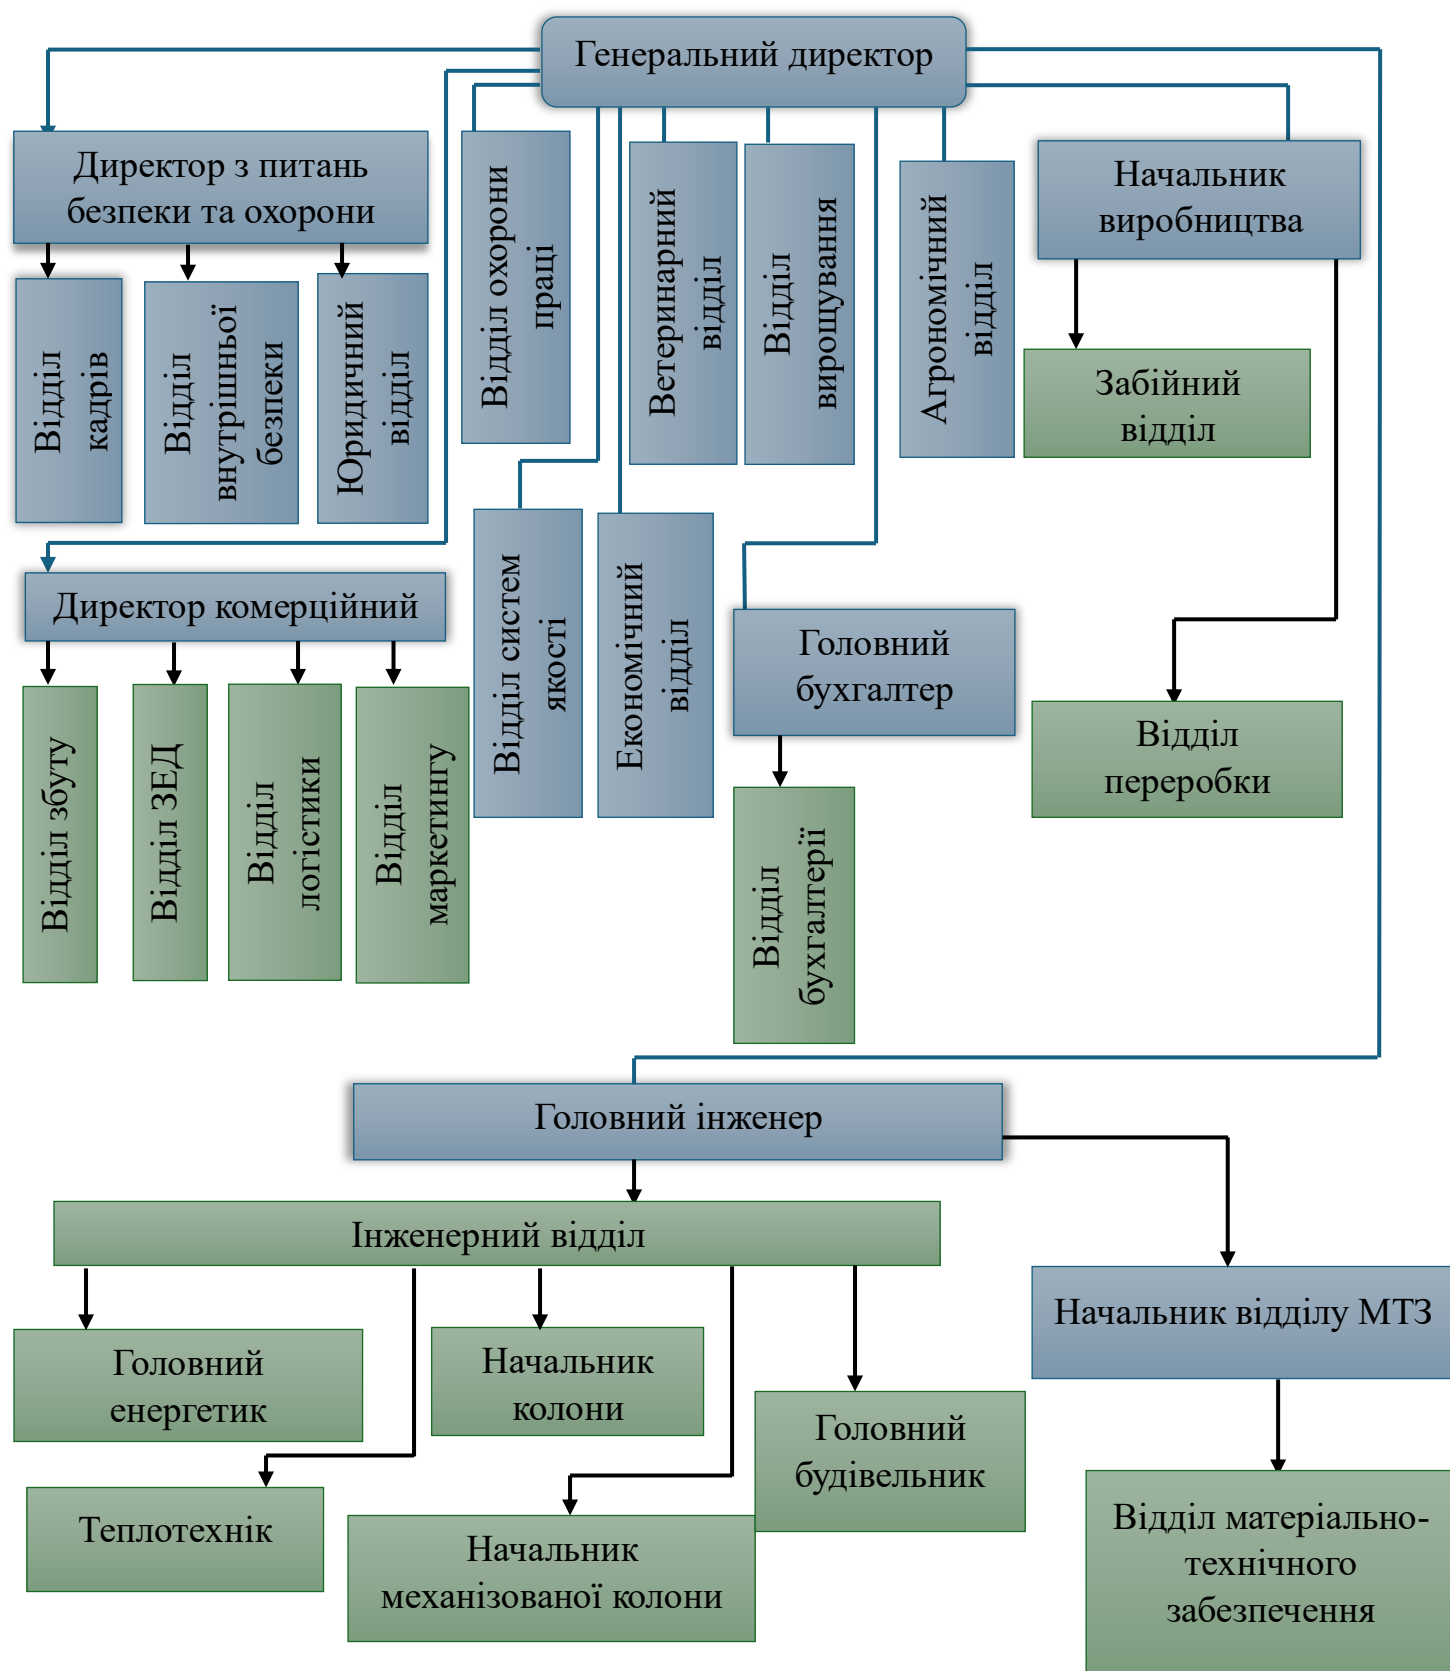 Генеральний директор
Директор з питань
безпеки та охорони
Відділ
кадрів
Відділ
внутрішньої
безпеки
Юридичний
відділ
Відділ охорони
праці
Ветеринарний
відділ
Відділ
вирощування
Агрономічний
відділ
Начальник
виробництва
Забійний
відділ
Директор комерційний
Відділ збуту
Відділ ЗЕД
Відділ
логістики
Відділ
маркетингу
Відділ систем
якості
Економічний
відділ
Головний
бухгалтер
Відділ
бухгалтерії
Відділ
переробки
Головний інженер
Інженерний відділ
Начальник відділу МТЗ
Головний
енергетик
Начальник
колони
Головний
будівельник
Теплотехнік
Начальник
механізованої колони
Відділ матеріально-
технічного
забезпечення